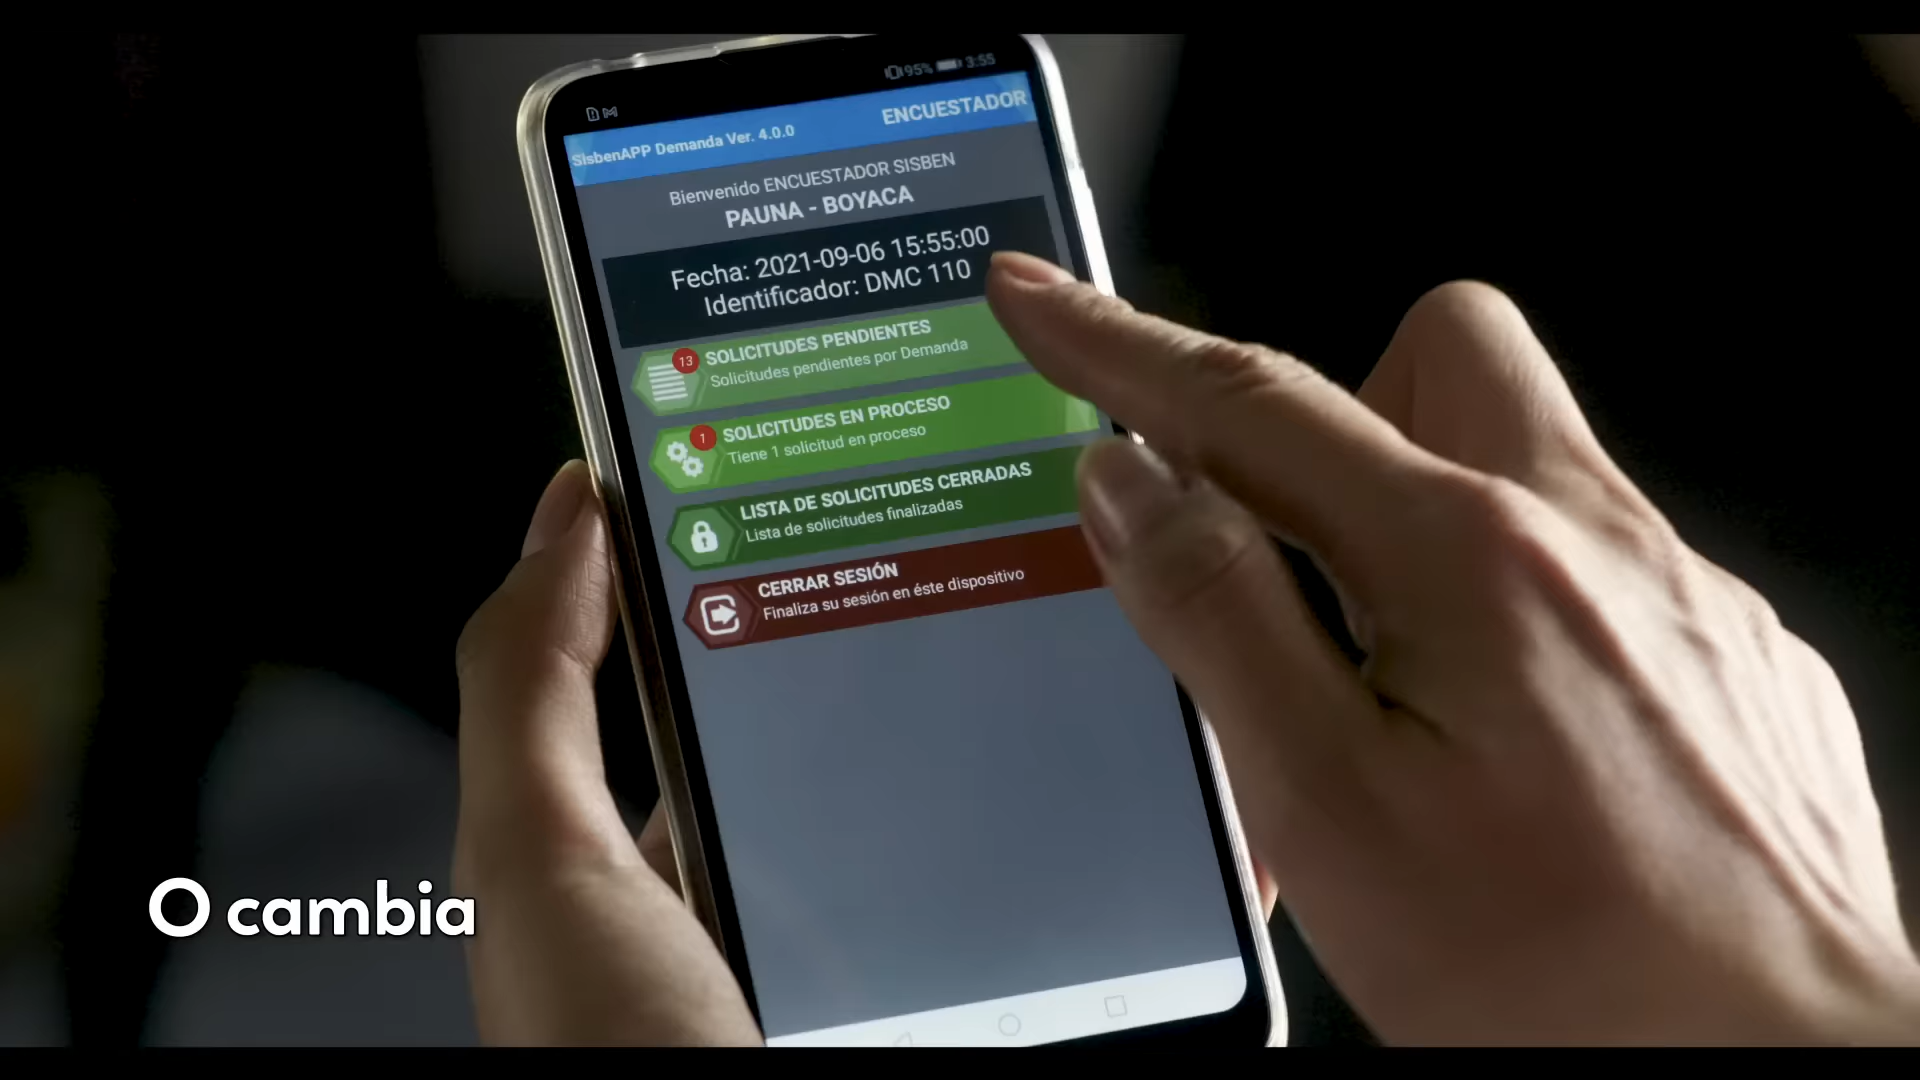 95% 3:55
SisbenAPP Demanda Ver. 4.0.0 ENCUESTADOR
Bienvenido ENCUESTADOR SISBEN
PAUNA - BOYACA
Fecha: 2021-09-06 15:55:00
Identificador: DMC 110
13
SOLICITUDES PENDIENTES
Solicitudes pendientes por Demanda
1
SOLICITUDES EN PROCESO
Tiene 1 solicitud en proceso
LISTA DE SOLICITUDES CERRADAS
Lista de solicitudes finalizadas
CERRAR SESIÓN
Finaliza su sesión en éste dispositivo
O cambia